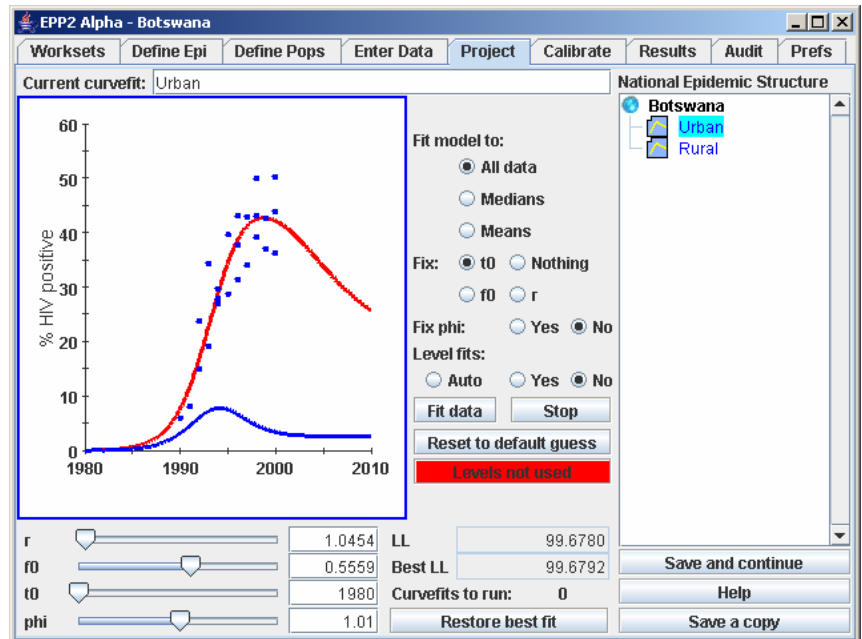 EPP2 Alpha - Botswana
Worksets Define Epi Define Pops Enter Data Project Calibrate Results Audit Prefs
Current curvefit: Urban
National Epidemic Structure
Botswana
Urban
Rural
60
50
40
30
20
10
0
% HIV positive
1980 1990 2000 2010
Fit model to:
All data
Medians
Means
Fix: t0 Nothing
f0 r
Fix phi: Yes No
Level fits:
Auto Yes No
Fit data Stop
Reset to default guess
Levels not used
r 1.0454 LL 99.6780
f0 0.5559 Best LL 99.6792
t0 1980 Curvefits to run: 0
phi 1.01 Restore best fit
Save and continue
Help
Save a copy